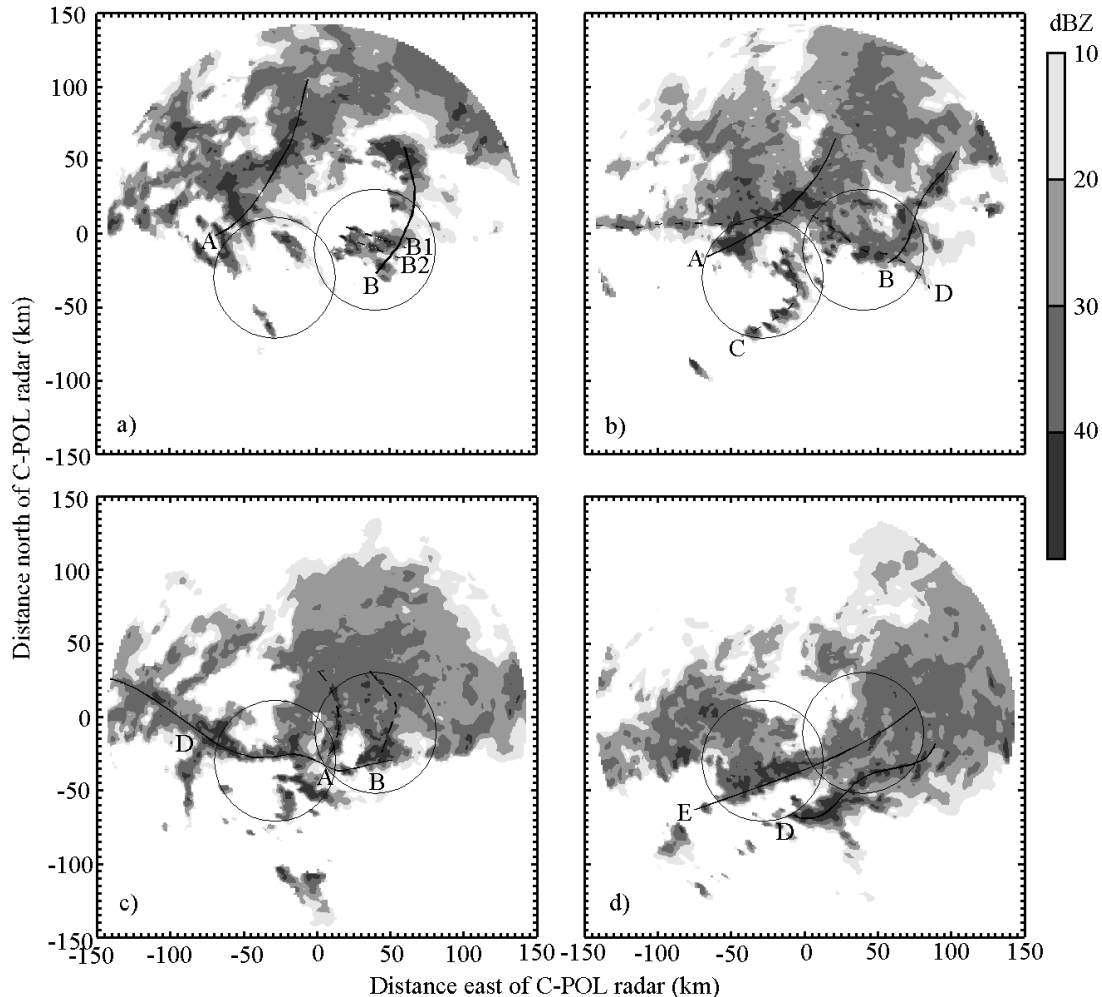 dBZ
10
20
30
40
150
100
50
0
-50
-100
-150
A
B1
B2
B
a)
A
B
D
C
b)
Distance north of C-POL radar (km)
150
100
50
0
-50
-100
-150
D
A
B
c)
E
D
d)
-150 -100 -50 0 50 100 150 -150 -100 -50 0 50 100 150
Distance east of C-POL radar (km)